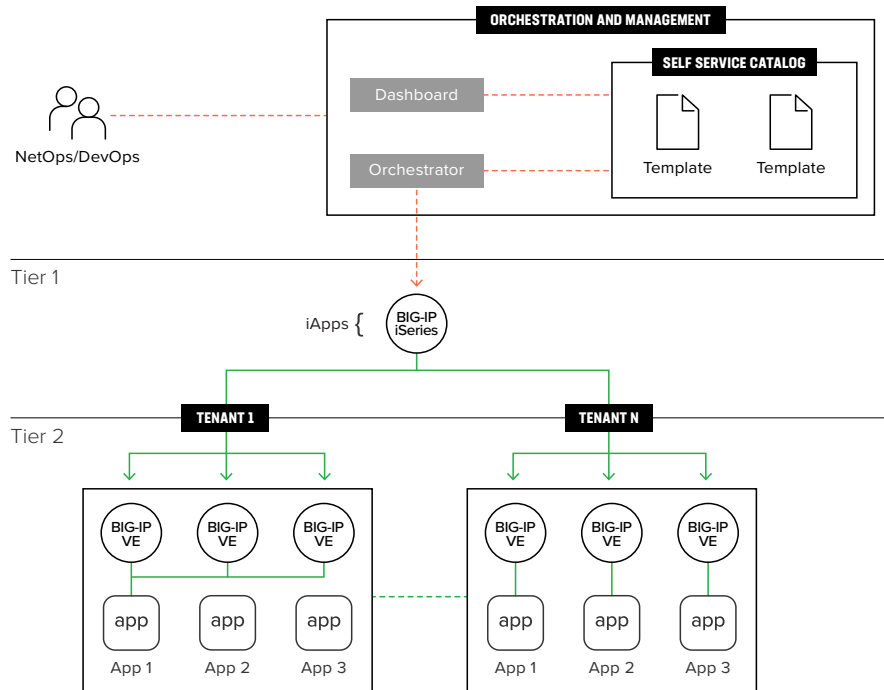 ORCHESTRATION AND MANAGEMENT
SELF SERVICE CATALOG
Dashboard
NetOps/DevOps
Orchestrator
Template
Template
Tier 1
iApps {
BIG-IP
iSeries
TENANT 1
TENANT N
Tier 2
BIG-IP
VE
BIG-IP
VE
BIG-IP
VE
BIG-IP
VE
BIG-IP
VE
BIG-IP
VE
app
app
app
app
app
app
App 1
App 2
App 3
App 1
App 2
App 3